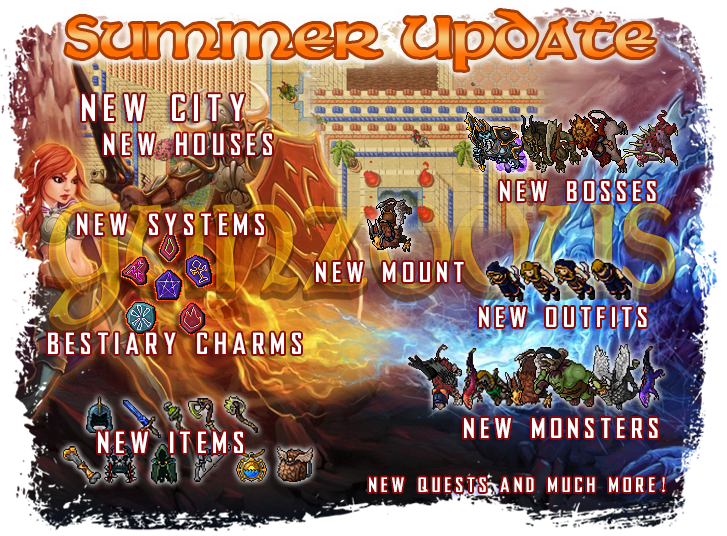 Summer Update
NEW CITY
NEW HOUSES
NEW BOSSES
NEW SYSTEMS
NEW MOUNT
NEW OUTFITS
BESTIARY CHARMS
NEW MONSTERS
NEW ITEMS
NEW QUESTS AND MUCH MORE!